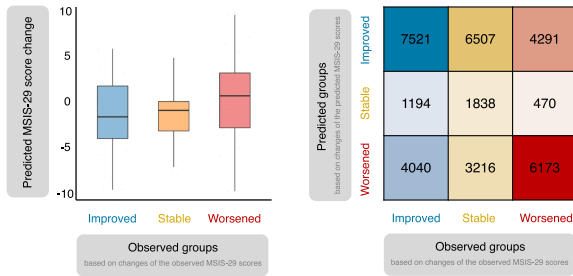 Predicted MSIS-29 score change
10
5
0
-5
-10
Improved
Stable
Worsened
Observed groups
based on changes of the observed MSIS-29 scores
Predicted groups
based on changes of the predicted MSIS-29 scores
Improved
Stable
Worsened
7521
6507
4291
1194
1838
470
4040
3216
6173
Improved
Stable
Worsened
Observed groups
based on changes of the observed MSIS-29 scores